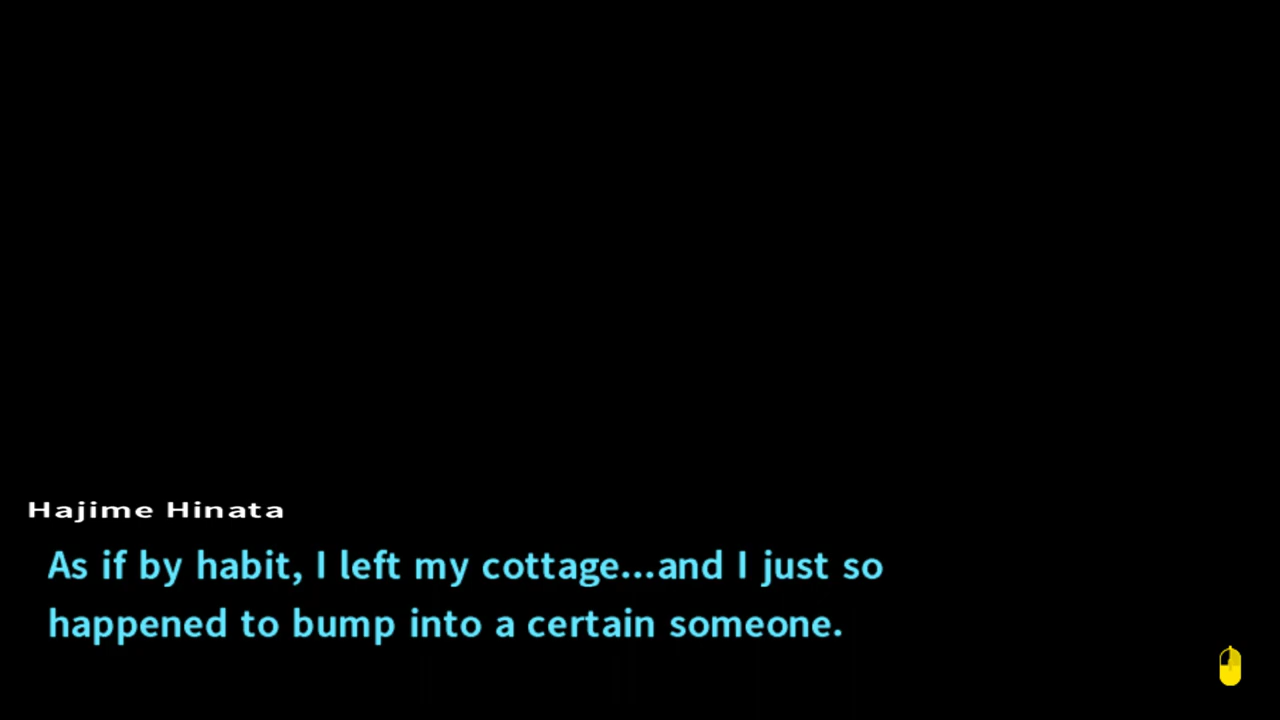 Hajime Hinata
As if by habit, I left my cottage...and I just so
happened to bump into a certain someone.